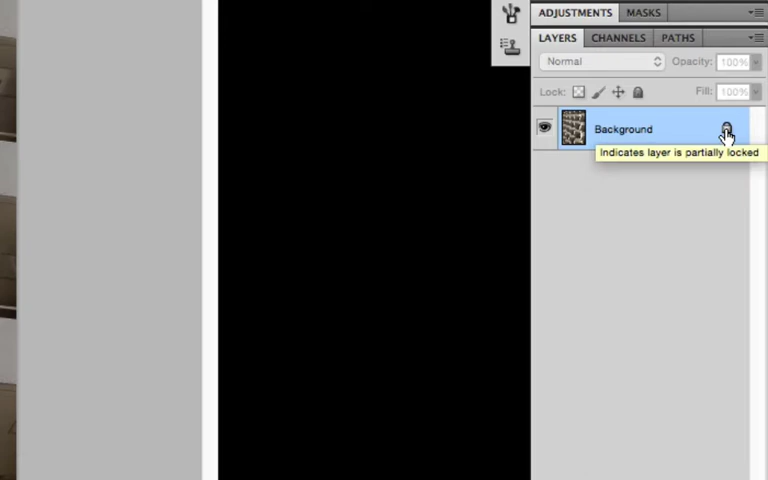 ADJUSTMENTS MASKS
LAYERS CHANNELS PATHS
Normal Opacity: 100%
Lock: Fill: 100%
Background
Indicates layer is partially locked